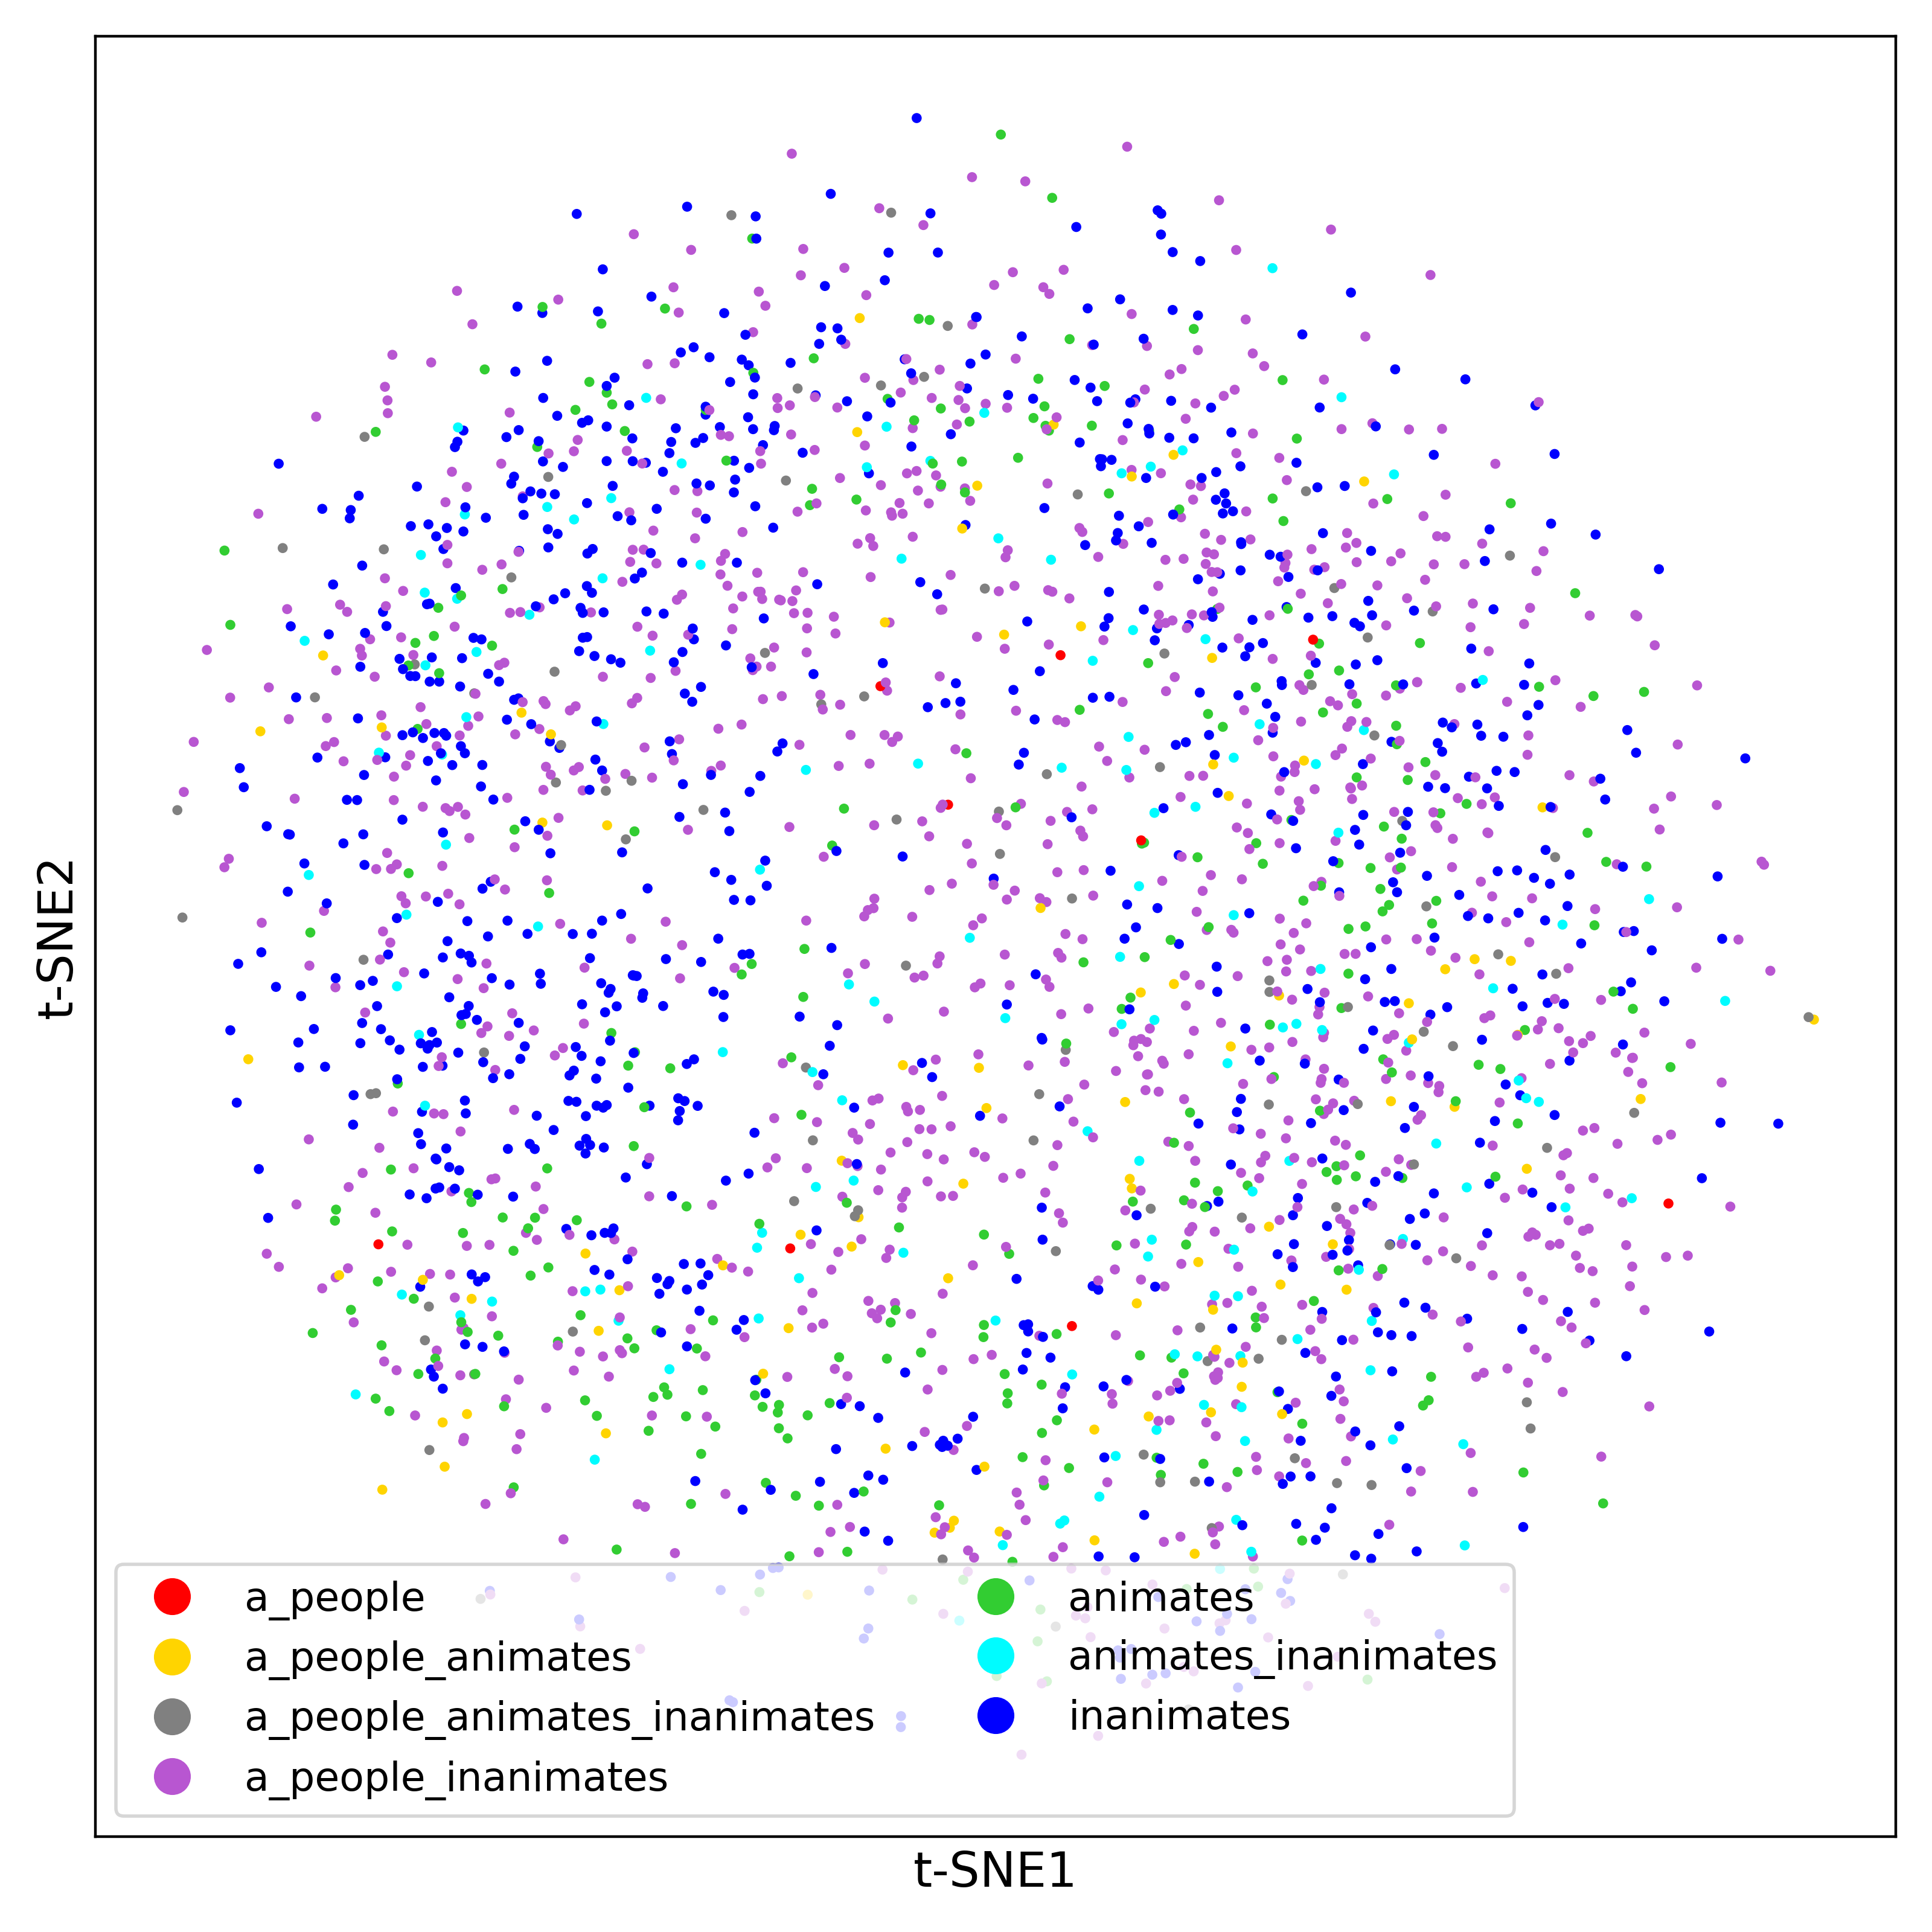 t-SNE2
a_people
a_people_animates
a_people_animates_inanimates
a_people_inanimates
animates
animates_inanimates
inanimates
t-SNE1